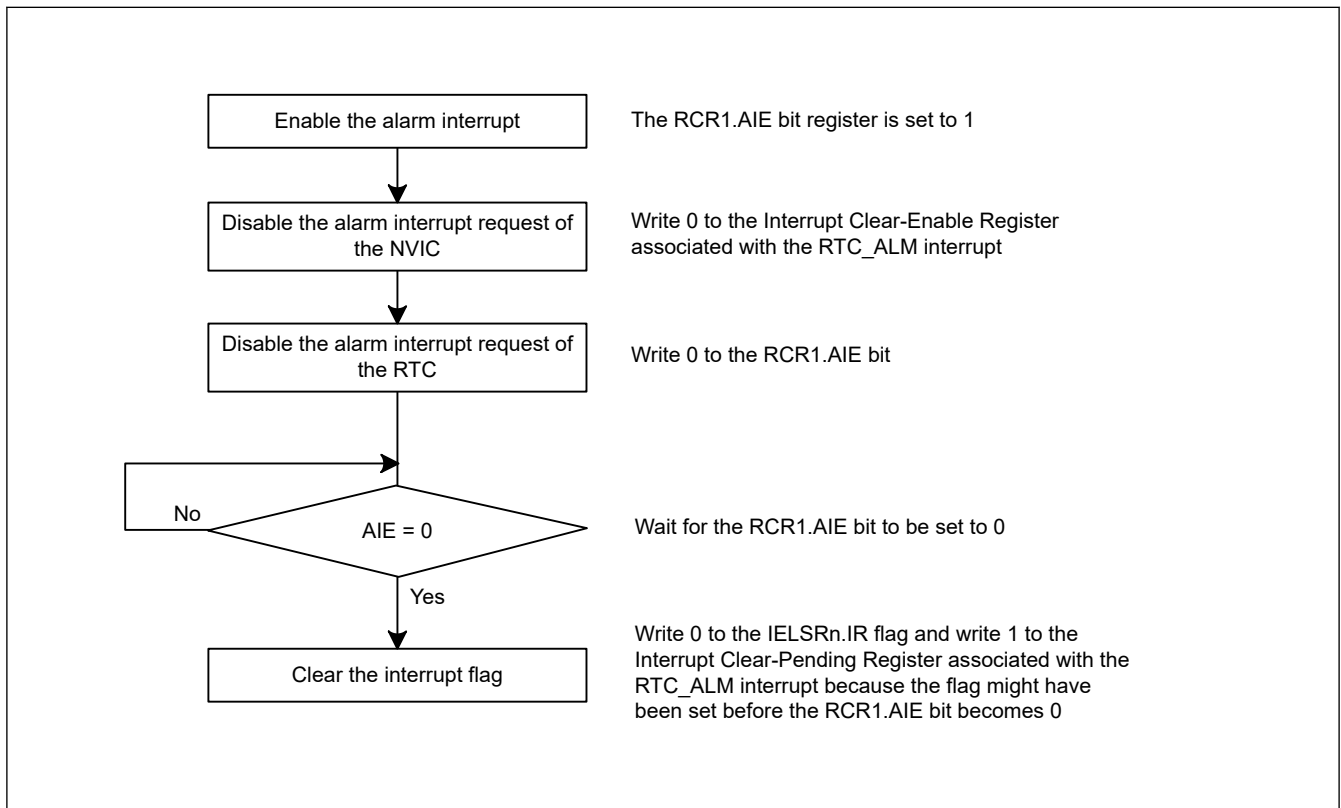 Enable the alarm interrupt
The RCR1.AIE bit register is set to 1
Disable the alarm interrupt request of
the NVIC
Write 0 to the Interrupt Clear-Enable Register
associated with the RTC_ALM interrupt
Disable the alarm interrupt request of
the RTC
Write 0 to the RCR1.AIE bit
No
AIE = 0
Wait for the RCR1.AIE bit to be set to 0
Yes
Clear the interrupt flag
Write 0 to the IELSRn.IR flag and write 1 to the
Interrupt Clear-Pending Register associated with the
RTC_ALM interrupt because the flag might have
been set before the RCR1.AIE bit becomes 0